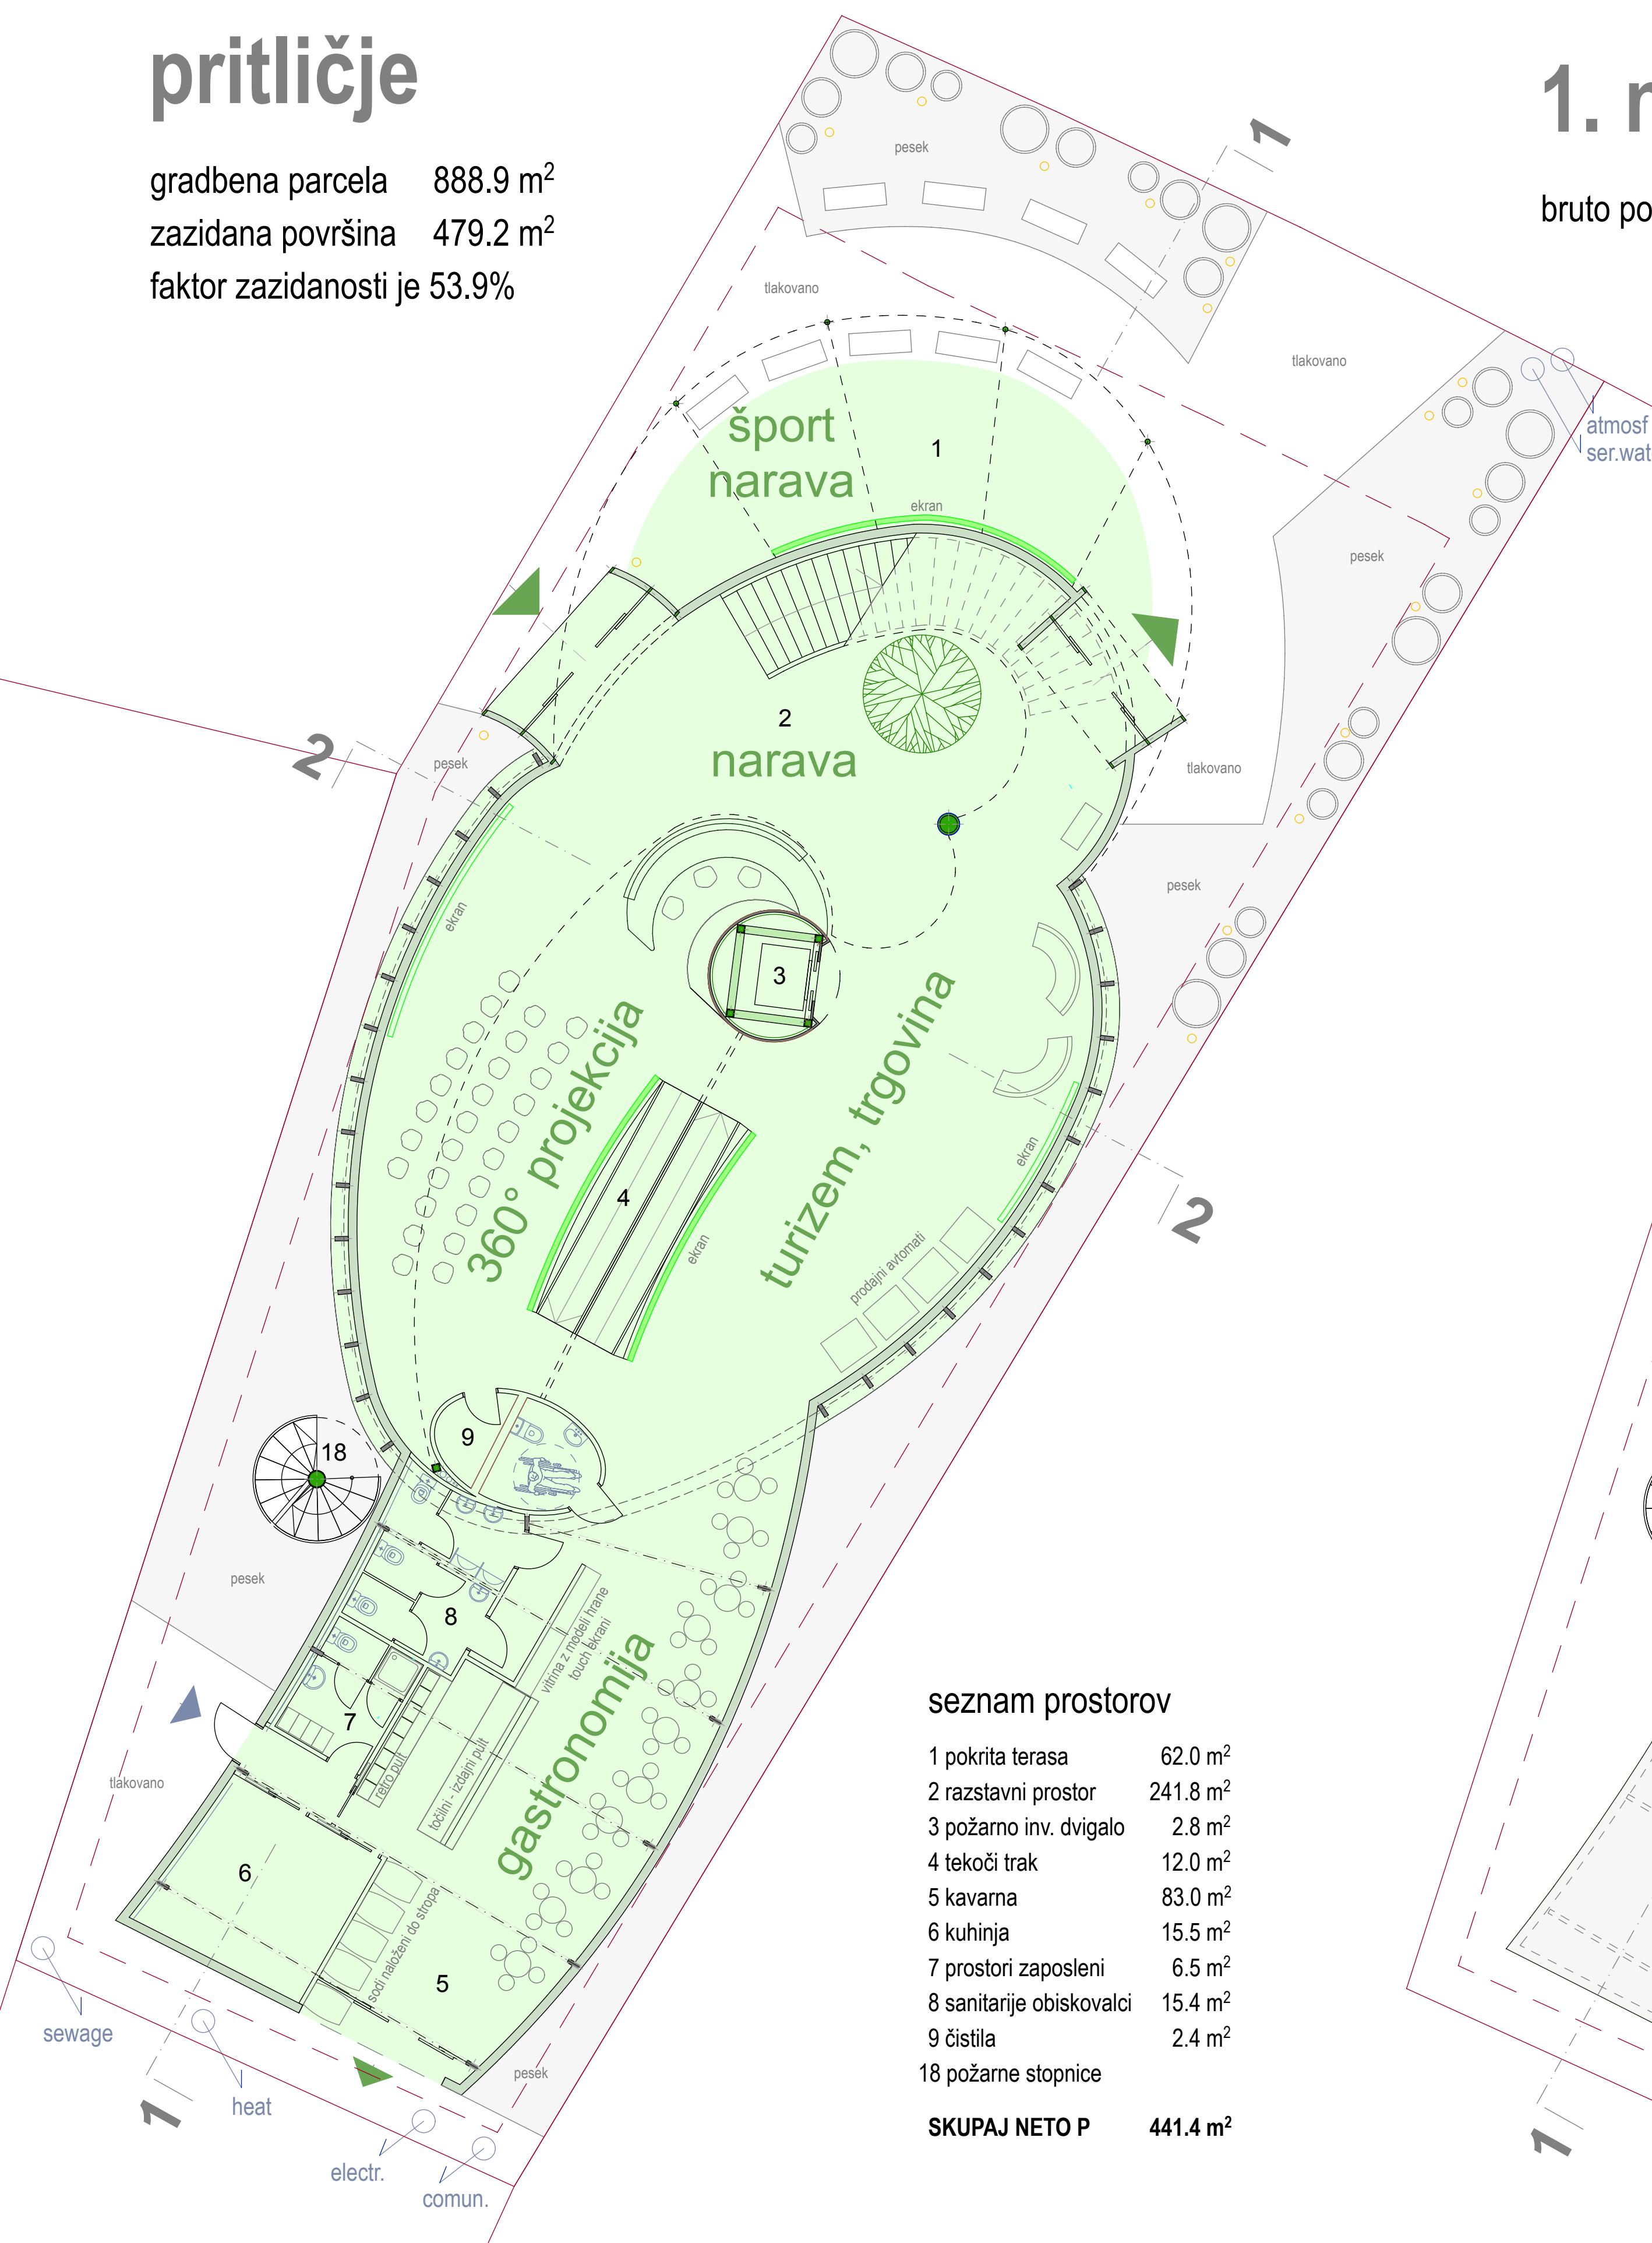 pritličje
gradbena parcela 888.9 m²
zazidana površina 479.2 m²
faktor zazidanosti je 53.9%
1. 
bruto po
1
pesek
tlakovano
tlakovano
atmosf
ser.wat
šport
narava
1
ekran
pesek
2
narava
2
pesek
tlakovano
pesek
ekran
3
360° projekcija
turizem, trgovina
4
ekran
ekran
2
prodajni avtomati
9
18
pesek
8
vitrina z modeli hrane
touch ekrani
gastronomija
7
retro pult
točilni - izdajni pult
tlakovano
6
sodi naloženi do stropa
5
pesek
sewage
heat
1
electr.
comun.
1
seznam prostorov
1 pokrita terasa 62.0 m²
2 razstavni prostor 241.8 m²
3 požarno inv. dvigalo 2.8 m²
4 tekoči trak 12.0 m²
5 kavarna 83.0 m²
6 kuhinja 15.5 m²
7 prostori zaposleni 6.5 m²
8 sanitarije obiskovalci 15.4 m²
9 čistila 2.4 m²
18 požarne stopnice
SKUPAJ NETO P 441.4 m²